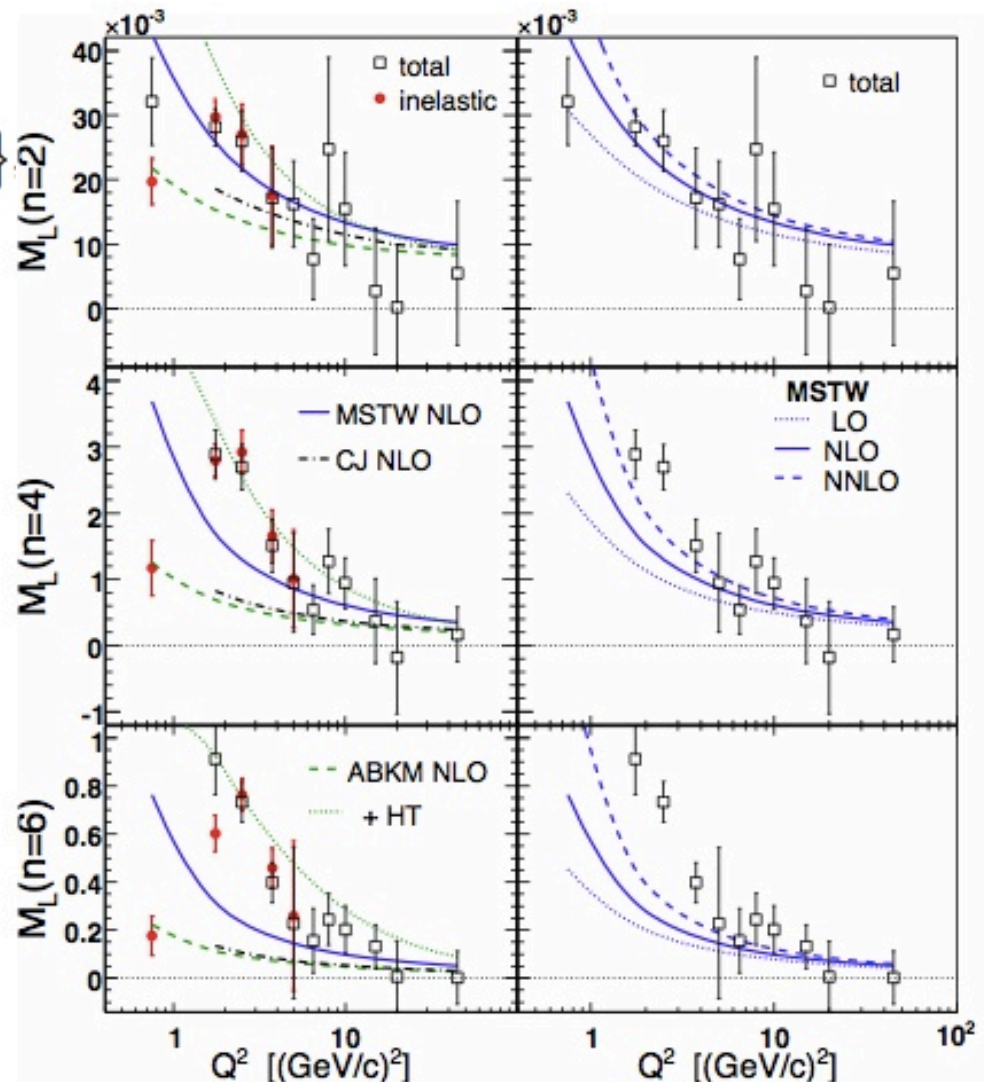 ×10⁻³
×10⁻³
40
30
20
10
0
M_L(n=2)
total
inelastic
total
4
3
2
1
0
-1
M_L(n=4)
MSTW NLO
CJ NLO
MSTW
LO
NLO
NNLO
1
0.8
0.6
0.4
0.2
0
M_L(n=6)
ABKM NLO
+ HT
1
10
1
10
10²
Q² [(GeV/c)²]
Q² [(GeV/c)²]